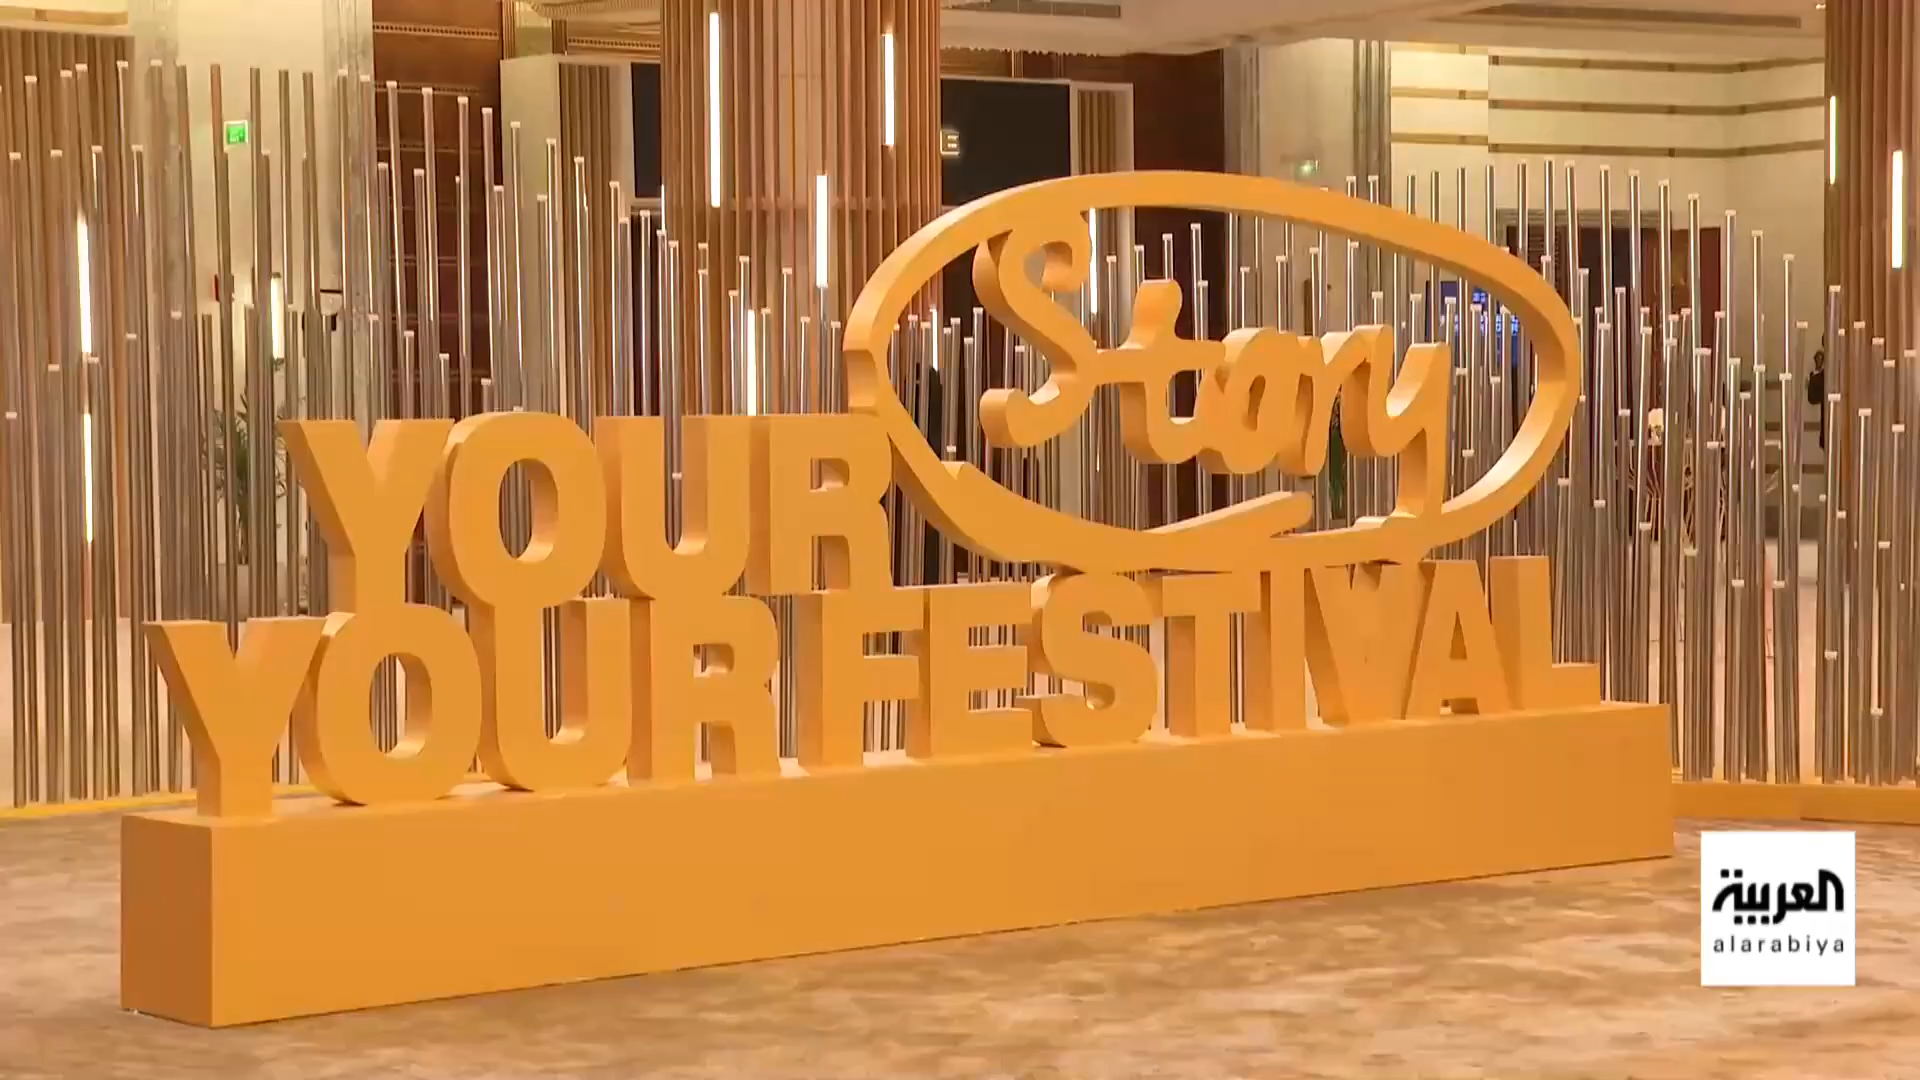 YOUR Story
YOUR FESTIVAL
العربية
alarabiya